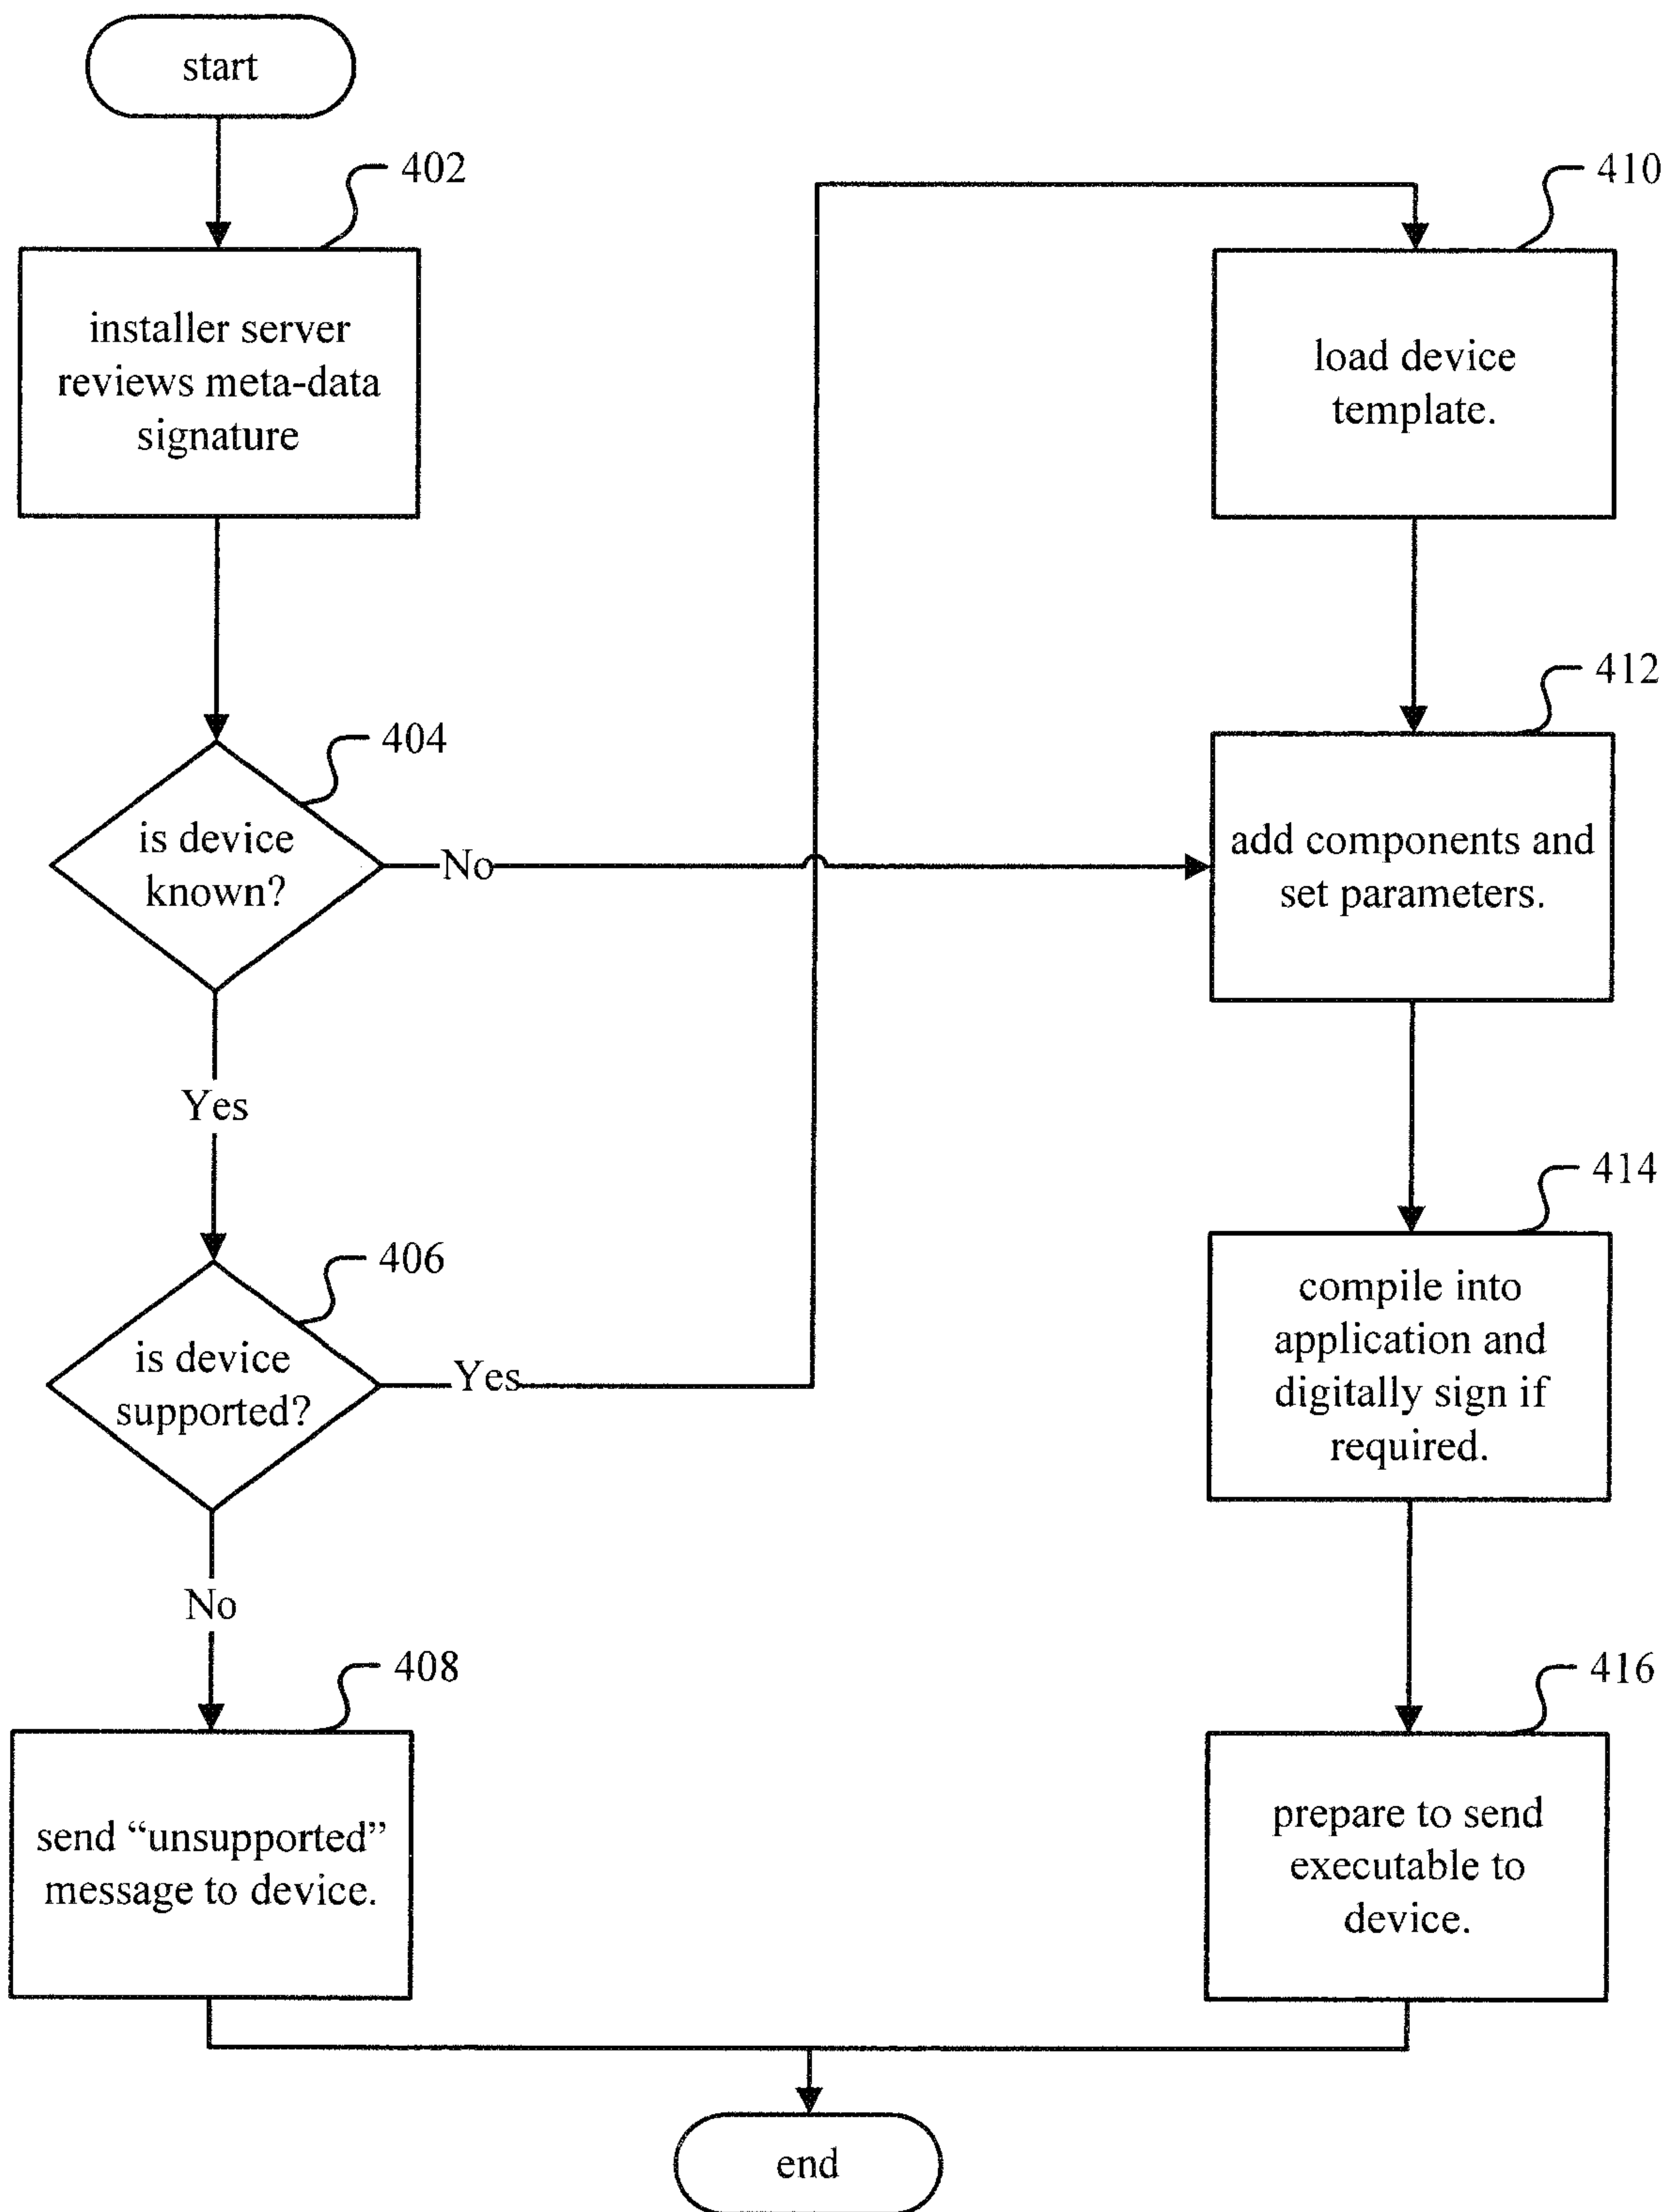 start
402
installer server
reviews meta-data
signature
404
is device
known?
No
Yes
406
is device
supported?
Yes
No
408
send “unsupported”
message to device.
410
load device
template.
412
add components and
set parameters.
414
compile into
application and
digitally sign if
required.
416
prepare to send
executable to
device.
end